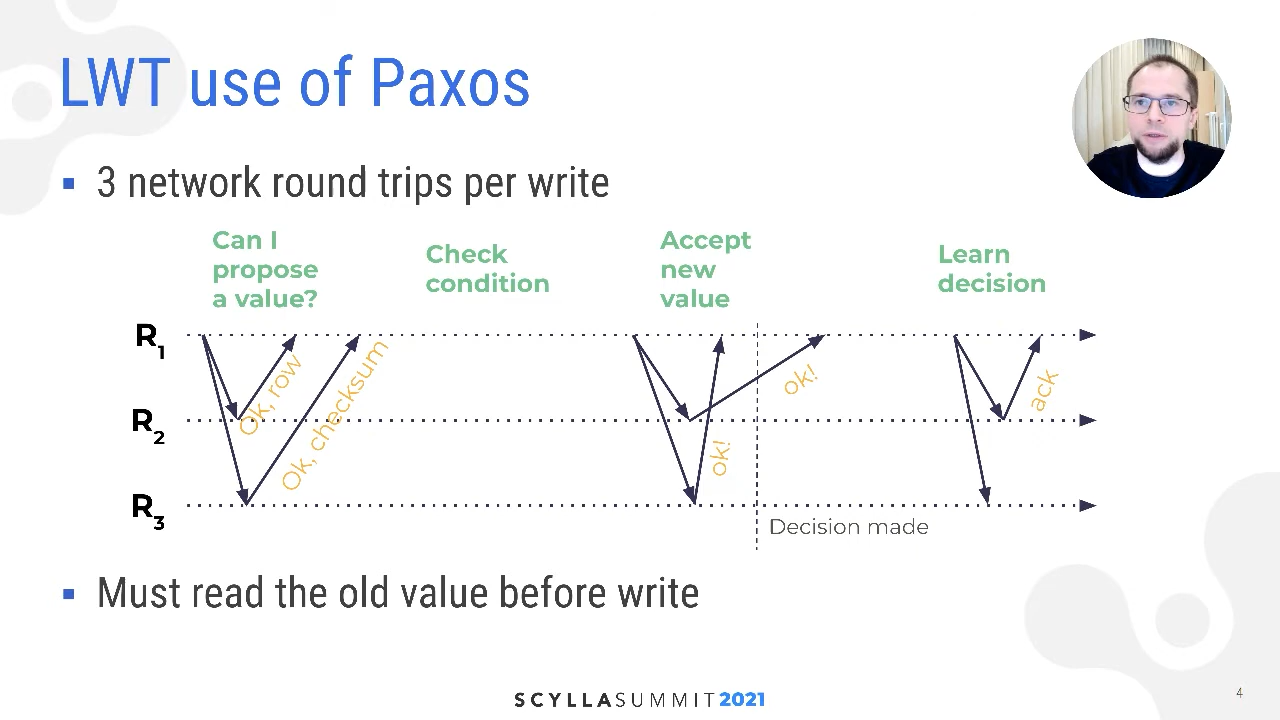 LWT use of Paxos
▪ 3 network round trips per write
Can I
propose
a value?
Check
condition
Accept
new
value
Learn
decision
R1
R2
R3
Ok, row
Ok, checksum
ok!
ok!
ack
Decision made
▪ Must read the old value before write
SCYLLASUMMIT 2021
4